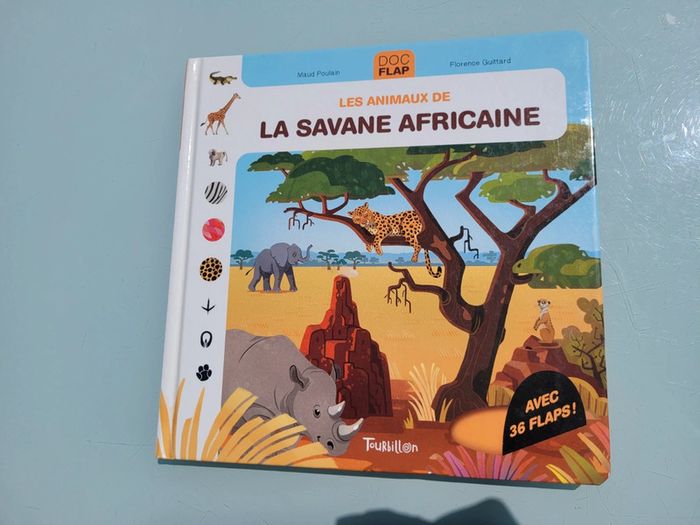 Maud Poulain
DOC
FLAP
Florence Guittard
LES ANIMAUX DE
LA SAVANE AFRICAINE
AVEC
36 FLAPS!
TOURBiLLON